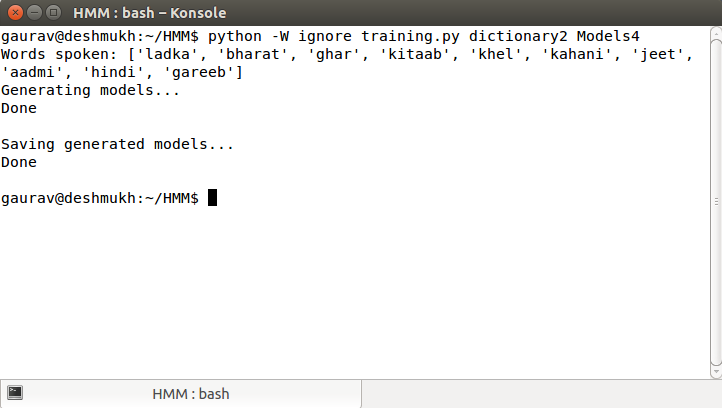 HMM : bash – Konsole
gaurav@deshmukh:~/HMM$ python -W ignore training.py dictionary2 Models4
Words spoken: ['ladka', 'bharat', 'ghar', 'kitaab', 'khel', 'kahani', 'jeet',
'aadmi', 'hindi', 'gareeb']
Generating models...
Done
Saving generated models...
Done
gaurav@deshmukh:~/HMM$
HMM : bash